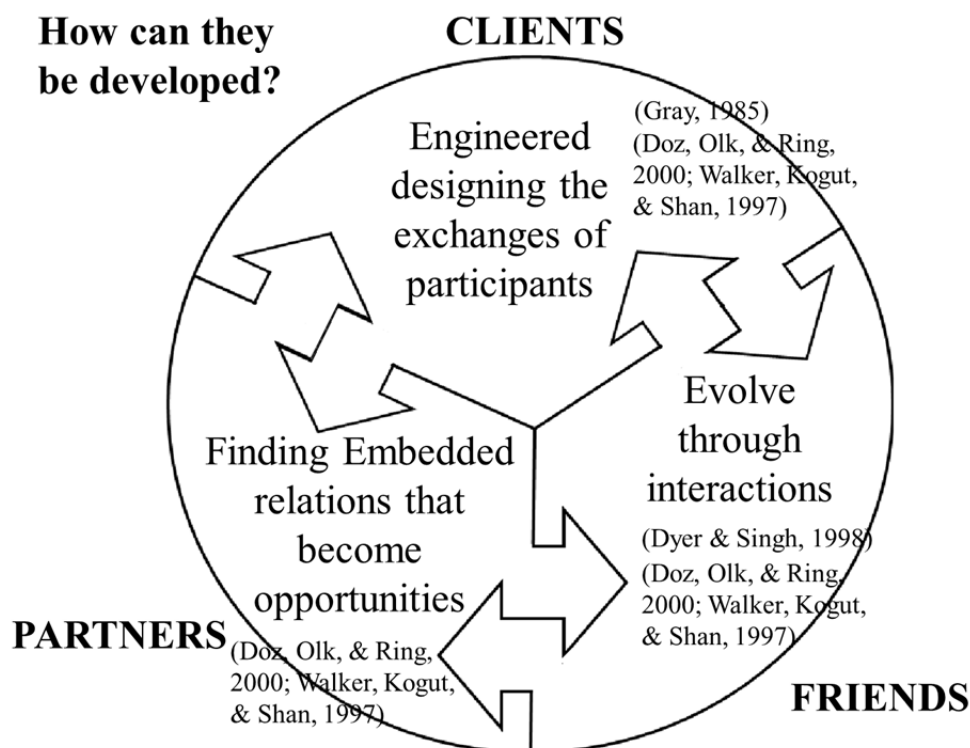 How can they
be developed?
CLIENTS
(Gray, 1985)
(Doz, Olk, & Ring,
2000; Walker, Kogut,
& Shan, 1997)
Engineered
designing the
exchanges of
participants
Evolve
through
interactions
(Dyer & Singh, 1998)
(Doz, Olk, & Ring,
2000; Walker, Kogut,
& Shan, 1997)
Finding Embedded
relations that
become
opportunities
(Doz, Olk, & Ring,
2000; Walker, Kogut,
& Shan, 1997)
PARTNERS
FRIENDS